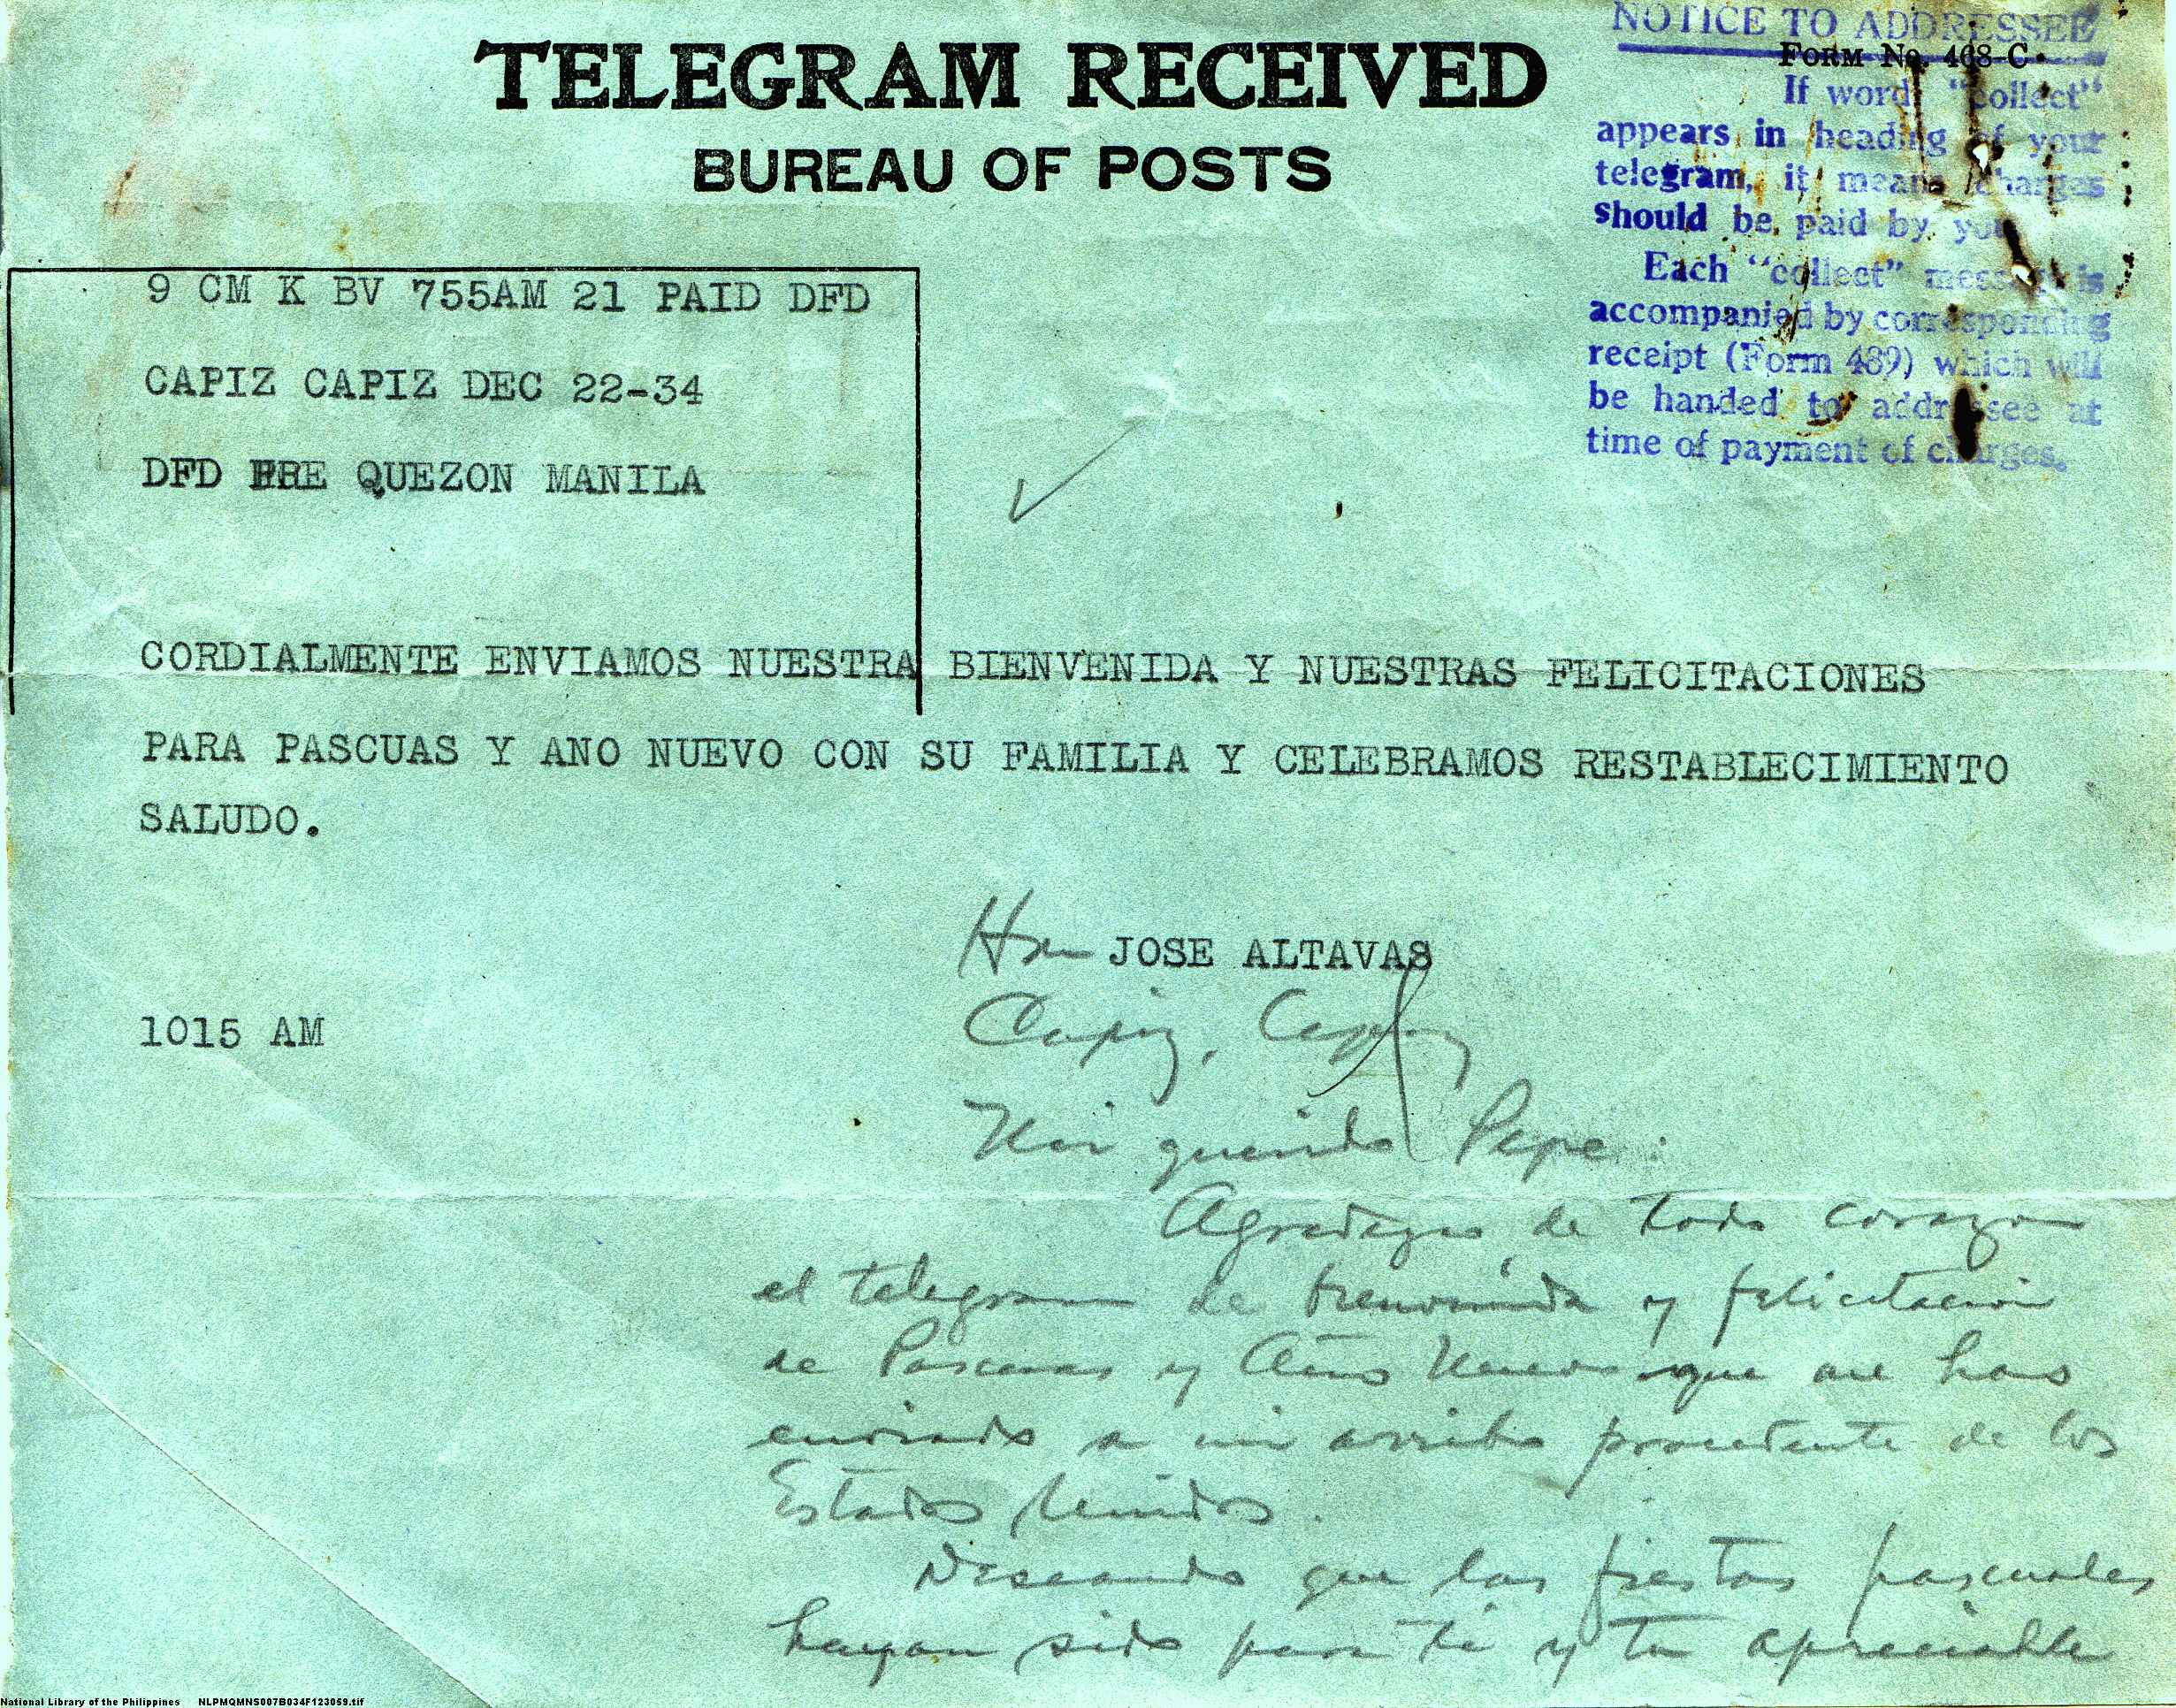 TELEGRAM RECEIVED
BUREAU OF POSTS
NOTICE TO ADDRESSEE
FORM No. 468-C
If word "collect"
appears in heading of your
telegram, it means charges
should be paid by you
Each "collect" message is
accompanied by corresponding
receipt (Form 489) which will
be handed to addressee at
time of payment of charges.
9 CM K BV 755AM 21 PAID DFD
CAPIZ CAPIZ DEC 22-34
DFD QUEZON MANILA
CORDIALMENTE ENVIAMOS NUESTRA BIENVENIDA Y NUESTRAS FELICITACIONES
PARA PASCUAS Y ANO NUEVO CON SU FAMILIA Y CELEBRAMOS RESTABLECIMIENTO
SALUDO.
Hon JOSE ALTAVAS
Capiz, Capiz
1015 AM
Mi querido Pepe:
Agradezco de todo corazon
el telegrama de bienvenida y felicitacion
de Pascuas y Año Nuevo que me has
enviado a mi arribo procedente de los
Estados Unidos.
Deseando que las fiestas pascuales
hayan sido para ti y tu apreciable
National Library of the Philippines NLPMQMNS007B034F123059.tif